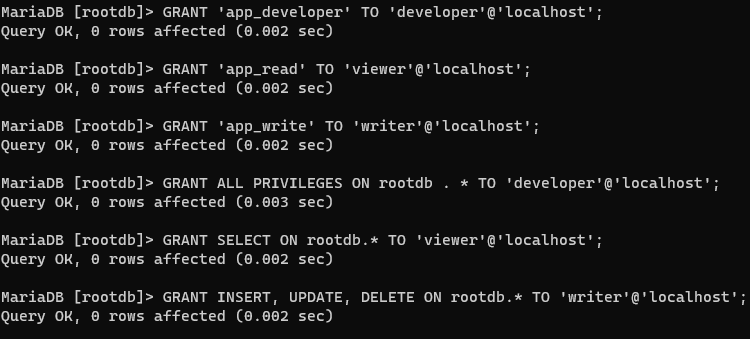 MariaDB [rootdb]> GRANT 'app_developer' TO 'developer'@'localhost';
Query OK, 0 rows affected (0.002 sec)
MariaDB [rootdb]> GRANT 'app_read' TO 'viewer'@'localhost';
Query OK, 0 rows affected (0.002 sec)
MariaDB [rootdb]> GRANT 'app_write' TO 'writer'@'localhost';
Query OK, 0 rows affected (0.002 sec)
MariaDB [rootdb]> GRANT ALL PRIVILEGES ON rootdb . * TO 'developer'@'localhost';
Query OK, 0 rows affected (0.003 sec)
MariaDB [rootdb]> GRANT SELECT ON rootdb.* TO 'viewer'@'localhost';
Query OK, 0 rows affected (0.002 sec)
MariaDB [rootdb]> GRANT INSERT, UPDATE, DELETE ON rootdb.* TO 'writer'@'localhost';
Query OK, 0 rows affected (0.002 sec)